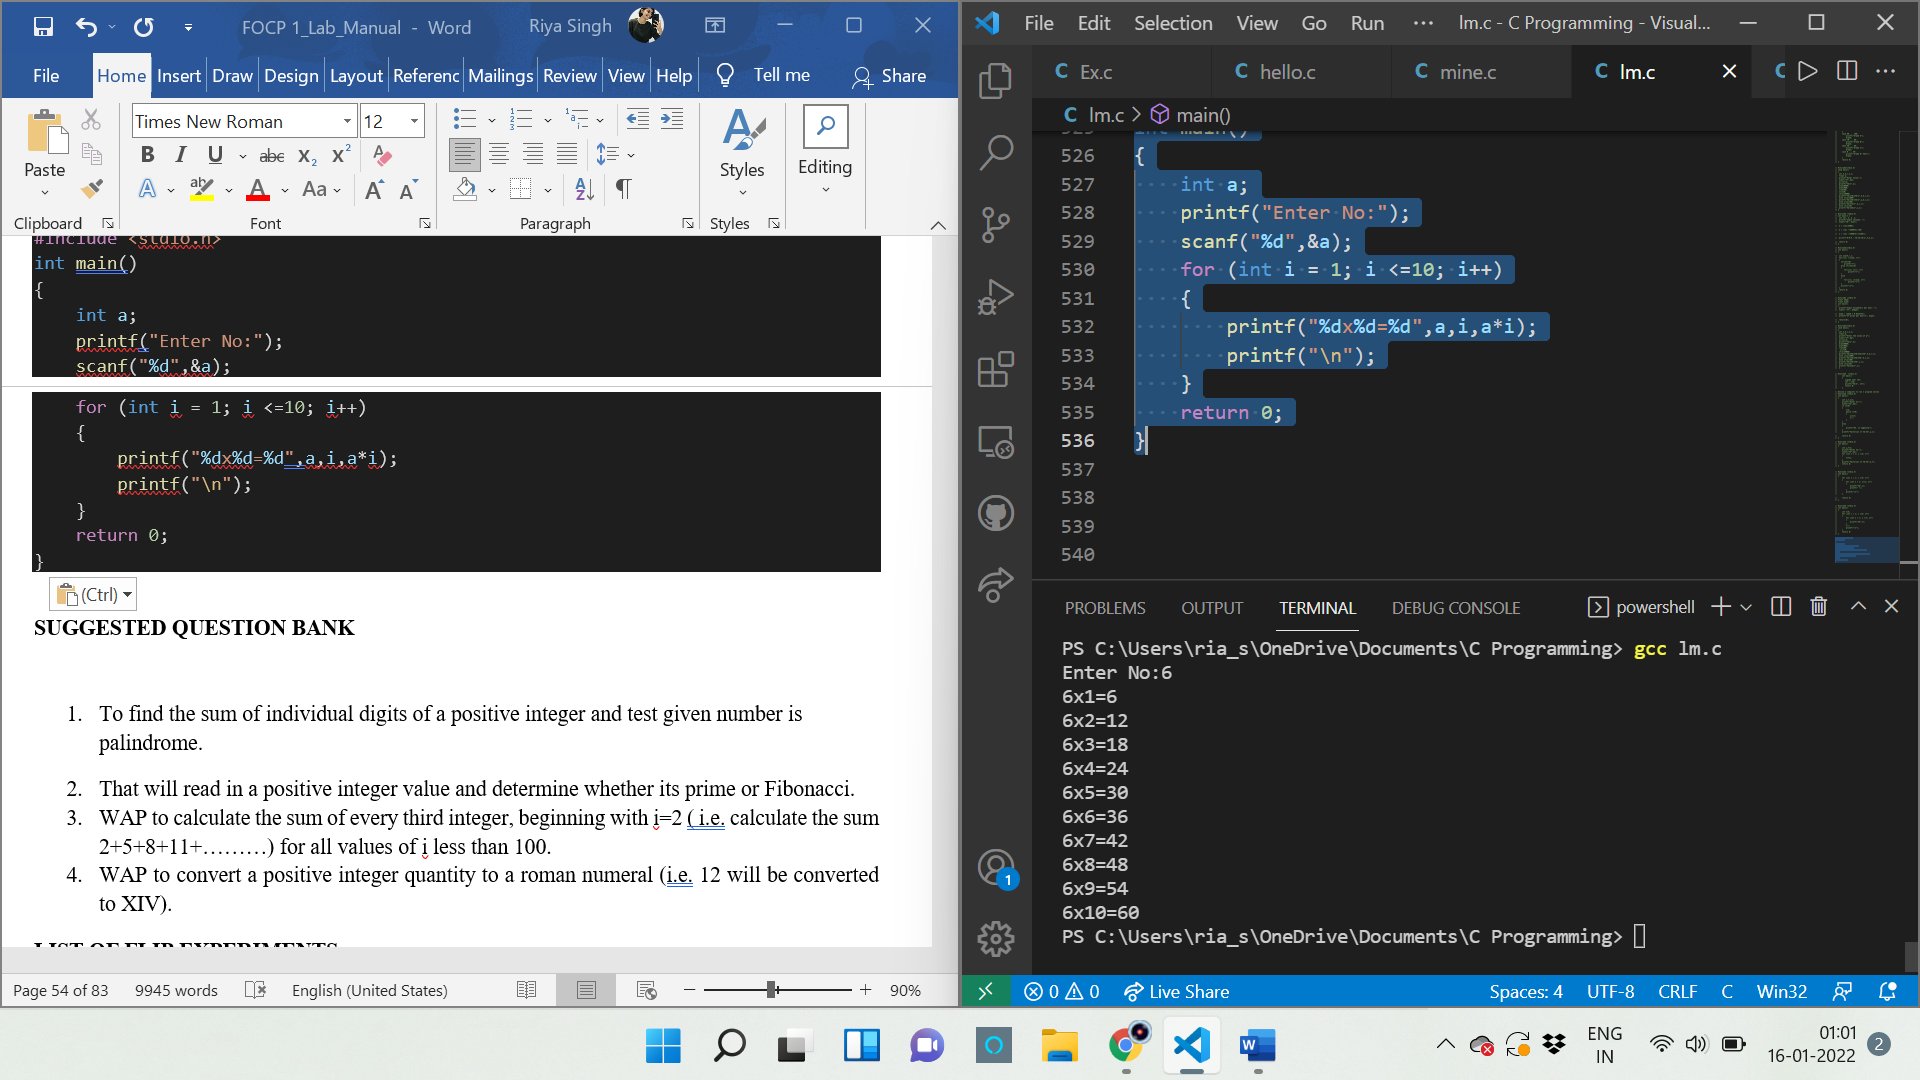 FOCP 1_Lab_Manual - Word
Riya Singh
File Home Insert Draw Design Layout Referenc Mailings Review View Help Tell me Share
Paste
Times New Roman 12
Styles
Editing
Clipboard Font Paragraph Styles
#include <stdio.h>
int main()
{
int a;
printf("Enter No:");
scanf("%d",&a);
for (int i = 1; i <=10; i++)
{
printf("%dx%d=%d",a,i,a*i);
printf("\n");
}
return 0;
}
(Ctrl)
SUGGESTED QUESTION BANK
1. To find the sum of individual digits of a positive integer and test given number is
palindrome.
2. That will read in a positive integer value and determine whether its prime or Fibonacci.
3. WAP to calculate the sum of every third integer, beginning with i=2 ( i.e. calculate the sum
2+5+8+11+………) for all values of i less than 100.
4. WAP to convert a positive integer quantity to a roman numeral (i.e. 12 will be converted
to XIV).
LIST OF FLIP EXPERIMENTS
Page 54 of 83 9945 words English (United States) 90%
File Edit Selection View Go Run ··· lm.c - C Programming - Visual...
C Ex.c C hello.c C mine.c C lm.c
C lm.c > main()
525 int main()
526 {
527 int a;
528 printf("Enter No:");
529 scanf("%d",&a);
530 for (int i = 1; i <=10; i++)
531 {
532 printf("%dx%d=%d",a,i,a*i);
533 printf("\n");
534 }
535 return 0;
536 }
537
538
539
540
PROBLEMS OUTPUT TERMINAL DEBUG CONSOLE powershell
PS C:\Users\ria_s\OneDrive\Documents\C Programming> gcc lm.c
Enter No:6
6x1=6
6x2=12
6x3=18
6x4=24
6x5=30
6x6=36
6x7=42
6x8=48
6x9=54
6x10=60
PS C:\Users\ria_s\OneDrive\Documents\C Programming>
1
0 0 Live Share Spaces: 4 UTF-8 CRLF C Win32
ENG
IN
01:01
16-01-2022
2